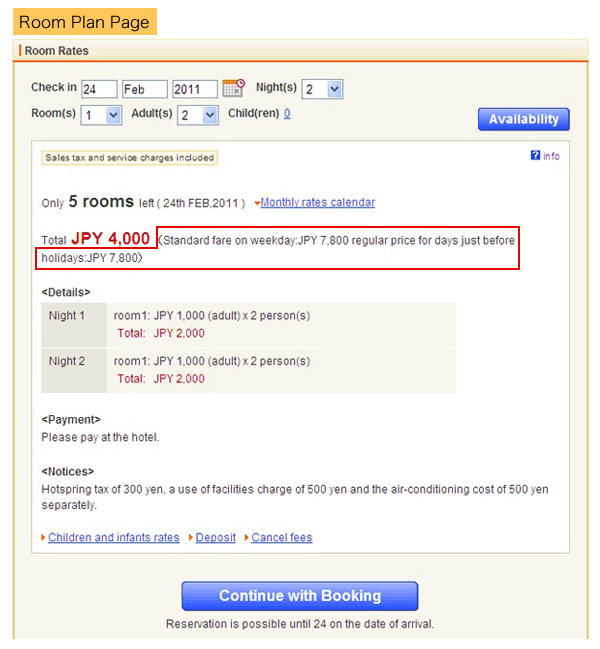 Room Plan Page
Room Rates
Check in 24 Feb 2011 Night(s) 2
Room(s) 1 Adult(s) 2 Child(ren) 0
Availability
Sales tax and service charges included
? info
Only 5 rooms left ( 24th FEB,2011 ) Monthly rates calendar
Total JPY 4,000 (Standard fare on weekday:JPY 7,800 regular price for days just before
holidays:JPY 7,800)
<Details>
Night 1 room1: JPY 1,000 (adult) x 2 person(s)
Total: JPY 2,000
Night 2 room1: JPY 1,000 (adult) x 2 person(s)
Total: JPY 2,000
<Payment>
Please pay at the hotel.
<Notices>
Hotspring tax of 300 yen, a use of facilities charge of 500 yen and the air-conditioning cost of 500 yen
separately.
Children and infants rates Deposit Cancel fees
Continue with Booking
Reservation is possible until 24 on the date of arrival.